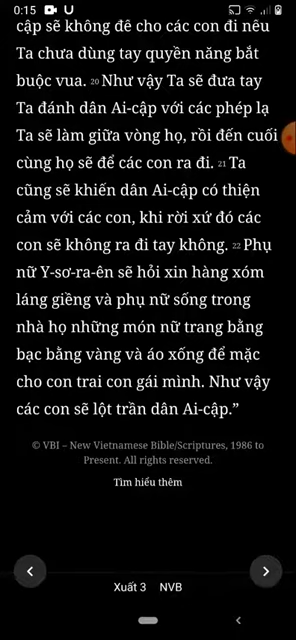 0:15
cập sẽ không để cho các con đi nếu
Ta chưa dùng tay quyền năng bắt
buộc vua. 20 Như vậy Ta sẽ đưa tay
Ta đánh dân Ai-cập với các phép lạ
Ta sẽ làm giữa vòng họ, rồi đến cuối
cùng họ sẽ để các con ra đi. 21 Ta
cũng sẽ khiến dân Ai-cập có thiện
cảm với các con, khi rời xứ đó các
con sẽ không ra đi tay không. 22 Phụ
nữ Y-sơ-ra-ên sẽ hỏi xin hàng xóm
láng giềng và phụ nữ sống trong
nhà họ những món nữ trang bằng
bạc bằng vàng và áo xống để mặc
cho con trai con gái mình. Như vậy
các con sẽ lột trần dân Ai-cập.”
© VBI – New Vietnamese Bible/Scriptures, 1986 to
Present. All rights reserved.
Tìm hiểu thêm
Xuất 3 NVB